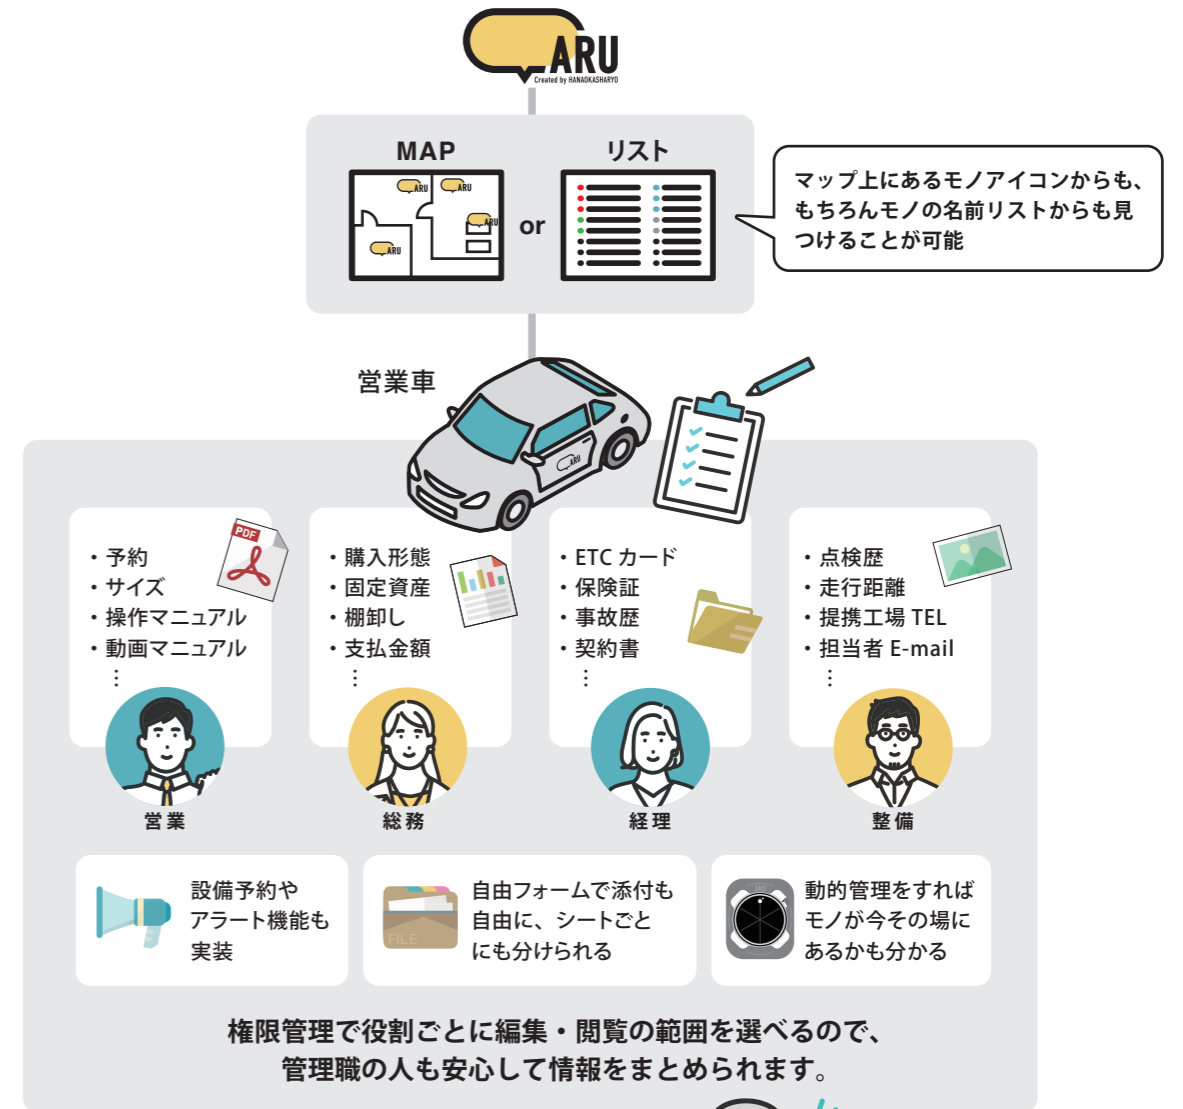 ARU
Created by HANAOKASHARYO
MAP
リスト
ARU
ARU
ARU
ARU
or
マップ上にあるモノアイコンからも、
もちろんモノの名前リストからも見
つけることが可能
営業車
ARU
・予約
・サイズ
・操作マニュアル
・動画マニュアル
⋮
PDF
営業
・購入形態
・固定資産
・棚卸し
・支払金額
⋮
総務
・ETC カード
・保険証
・事故歴
・契約書
⋮
経理
・点検歴
・走行距離
・提携工場 TEL
・担当者 E-mail
⋮
整備
設備予約や
アラート機能も
実装
FILE
自由フォームで添付も
自由に、シートごと
にも分けられる
動的管理をすれば
モノが今その場に
あるかも分かる
権限管理で役割ごとに編集・閲覧の範囲を選べるので、
管理職の人も安心して情報をまとめられます。